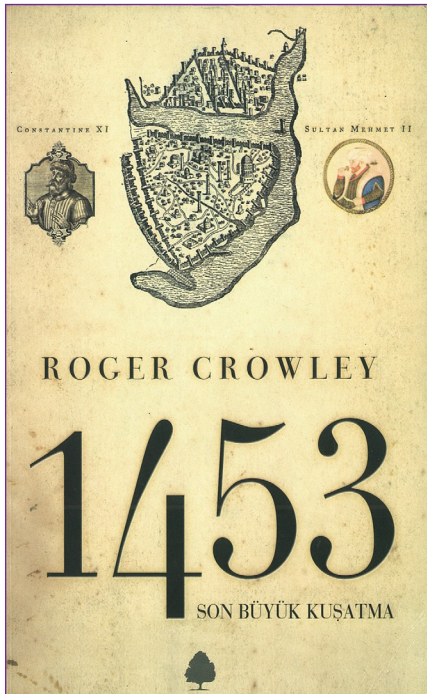 CONSTANTINE XI
SULTAN MEHMET II
ROGER CROWLEY
1453
SON BÜYÜK KUŞATMA